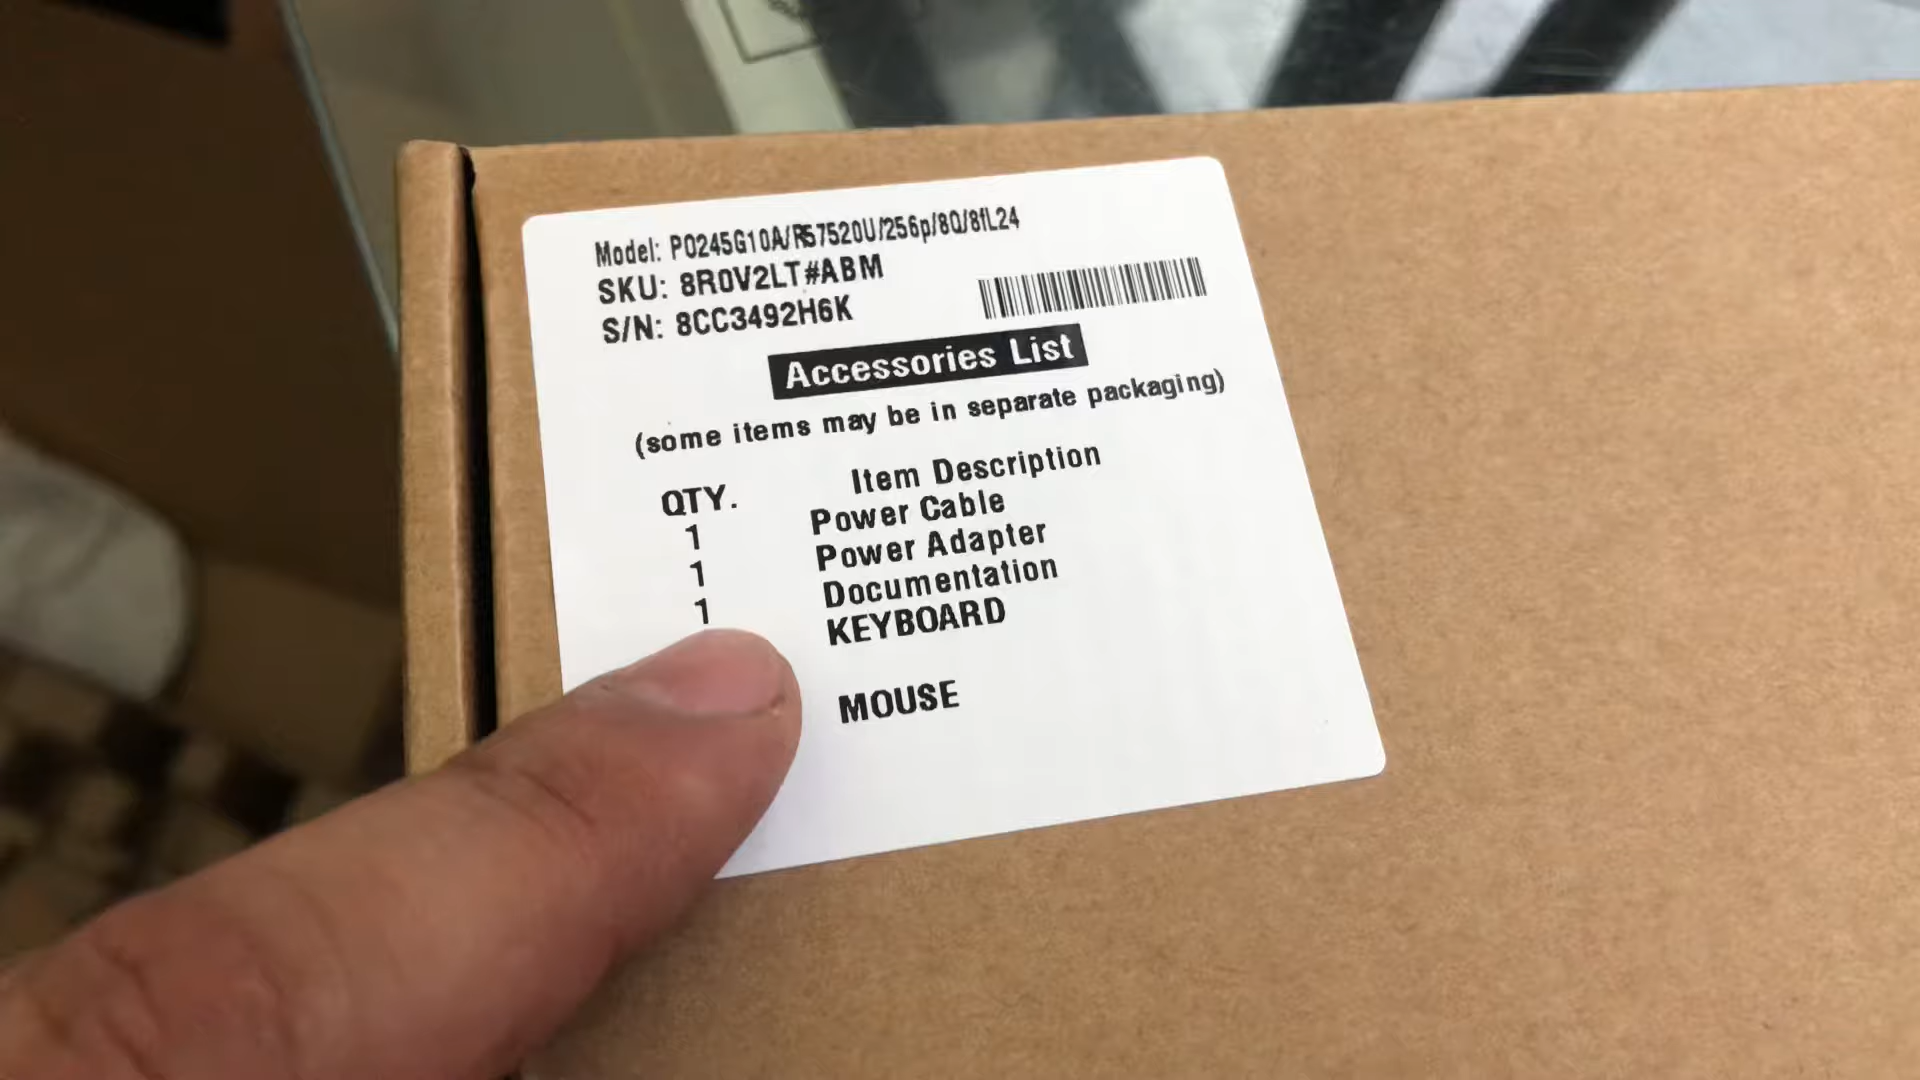 Model: PO245G10A/R57520U/256p/8Q/8fL24
SKU: 8R0V2LT#ABM
S/N: 8CC3492H6K
Accessories List
(some items may be in separate packaging)
QTY. Item Description
1 Power Cable
1 Power Adapter
1 Documentation
KEYBOARD
MOUSE